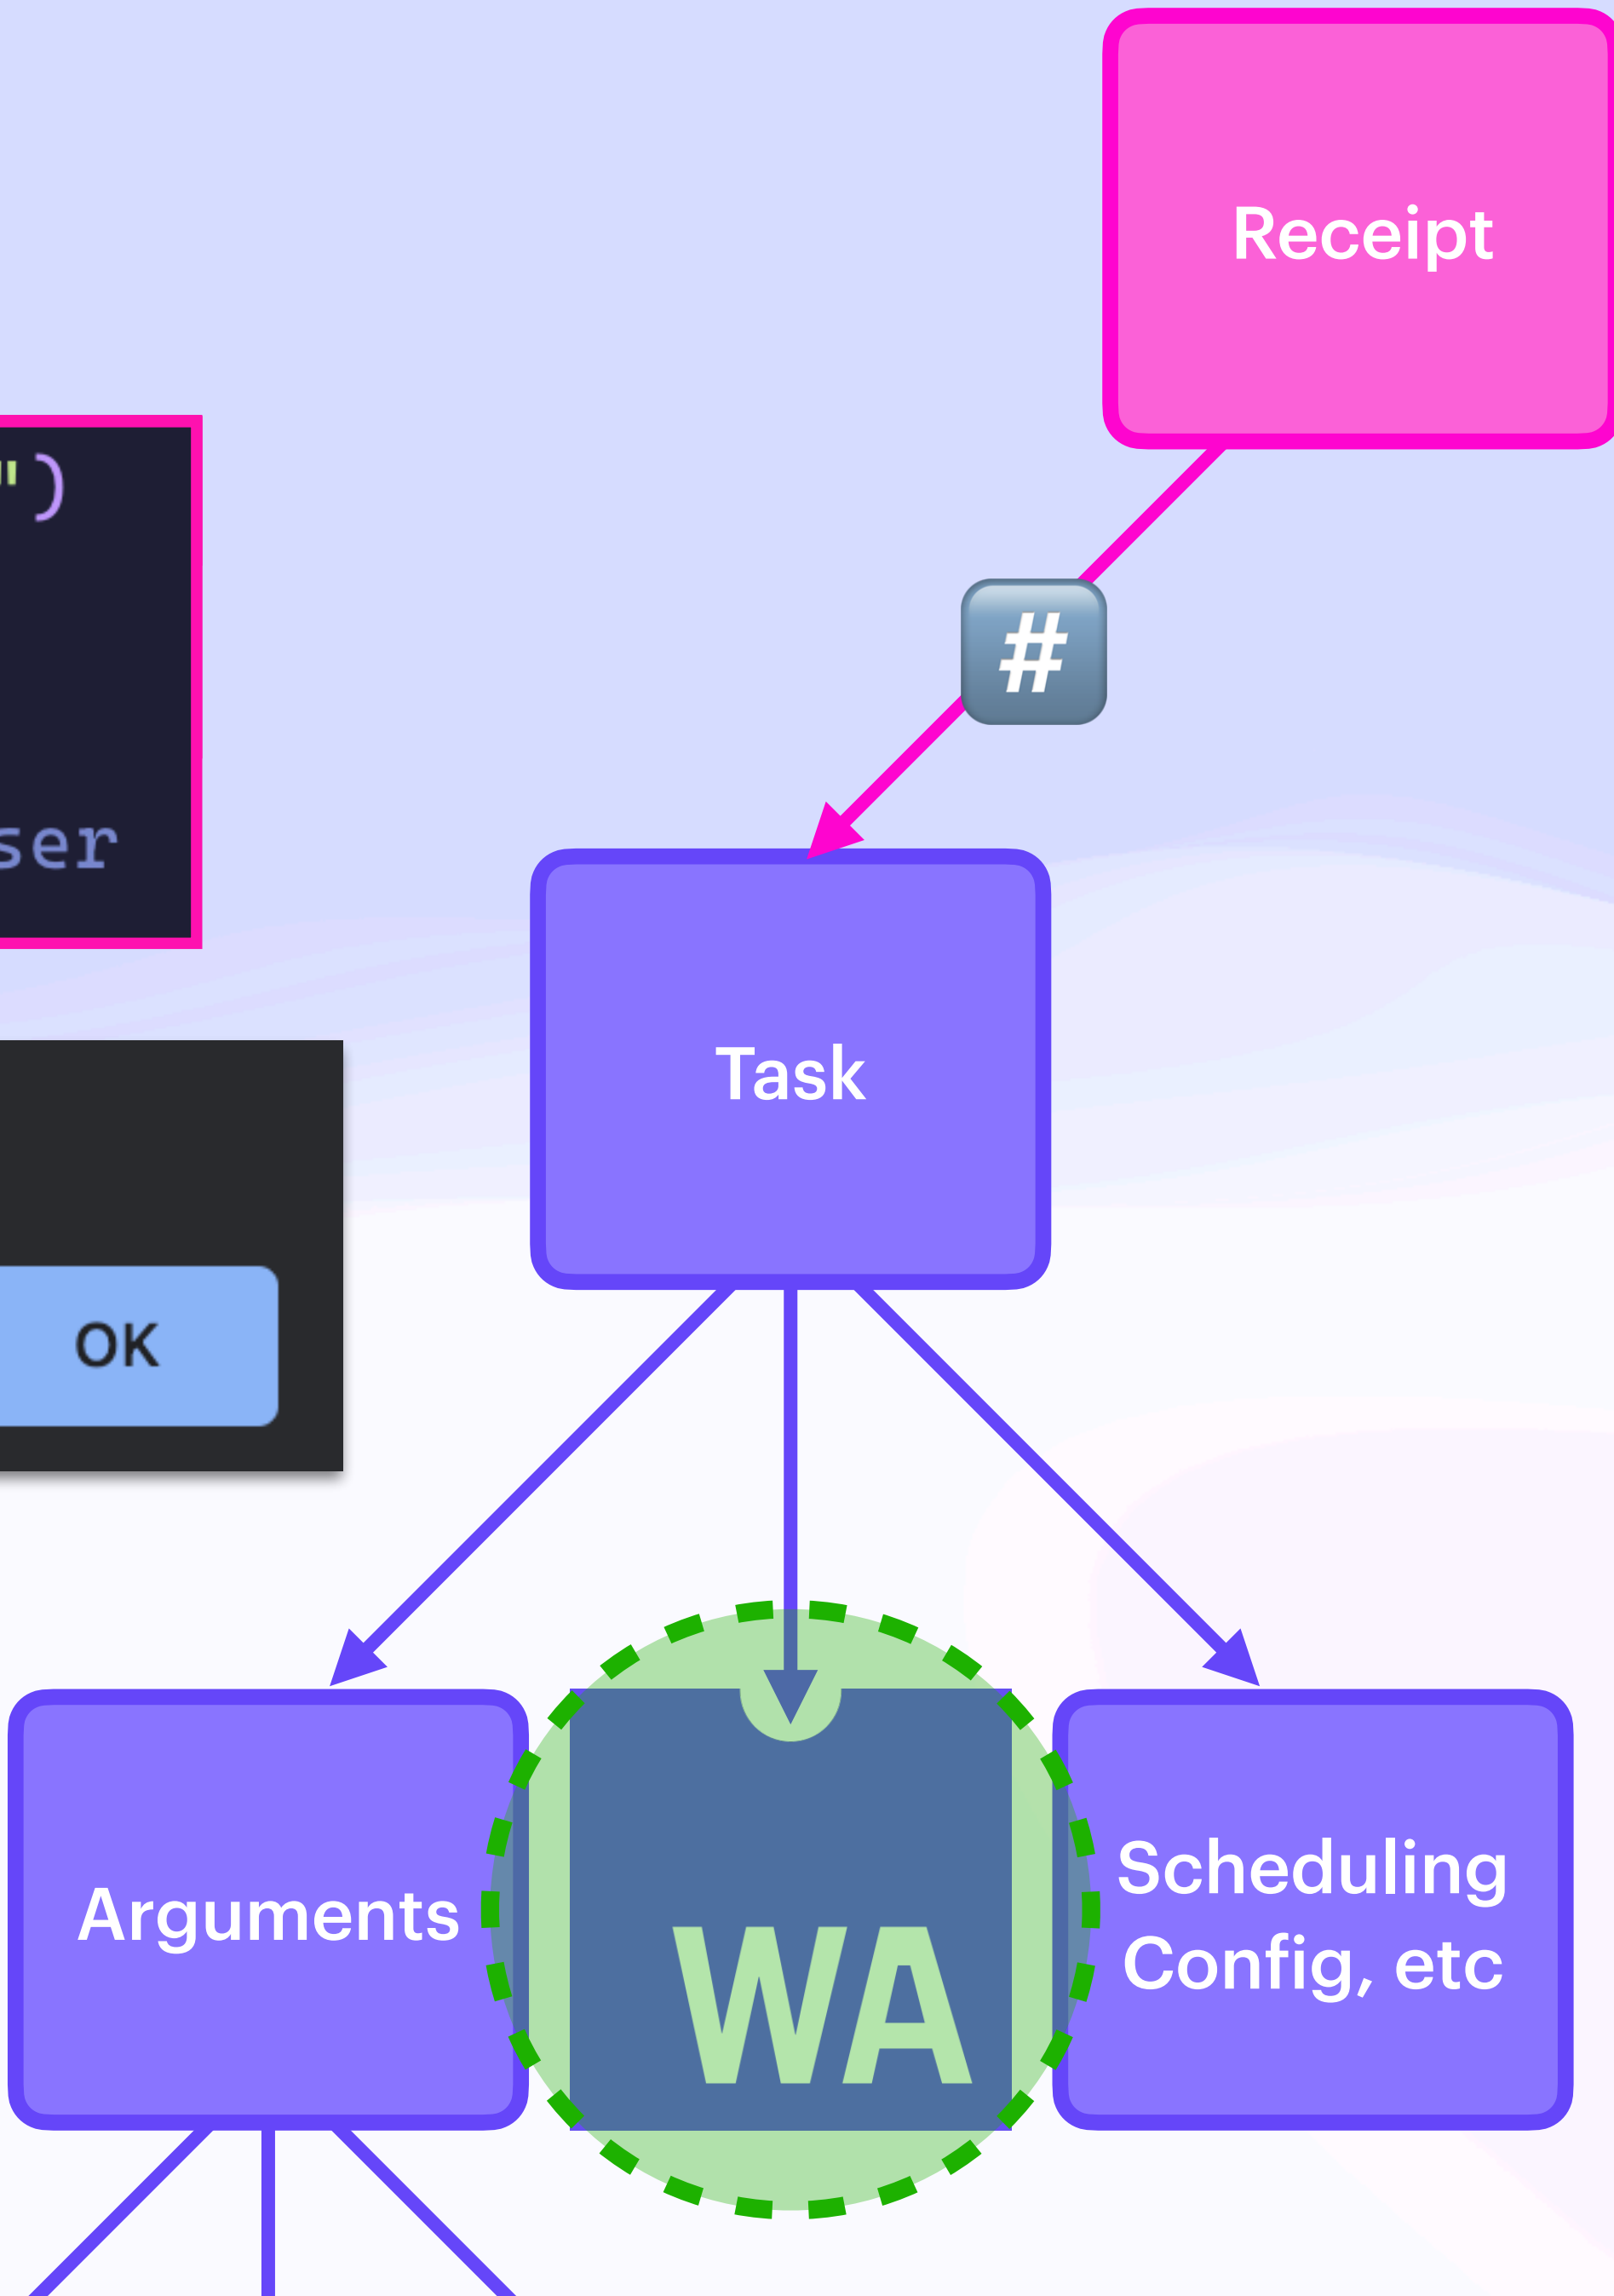 Receipt
")
#
ser
Task
OK
Arguments
WA
Scheduling
Config, etc